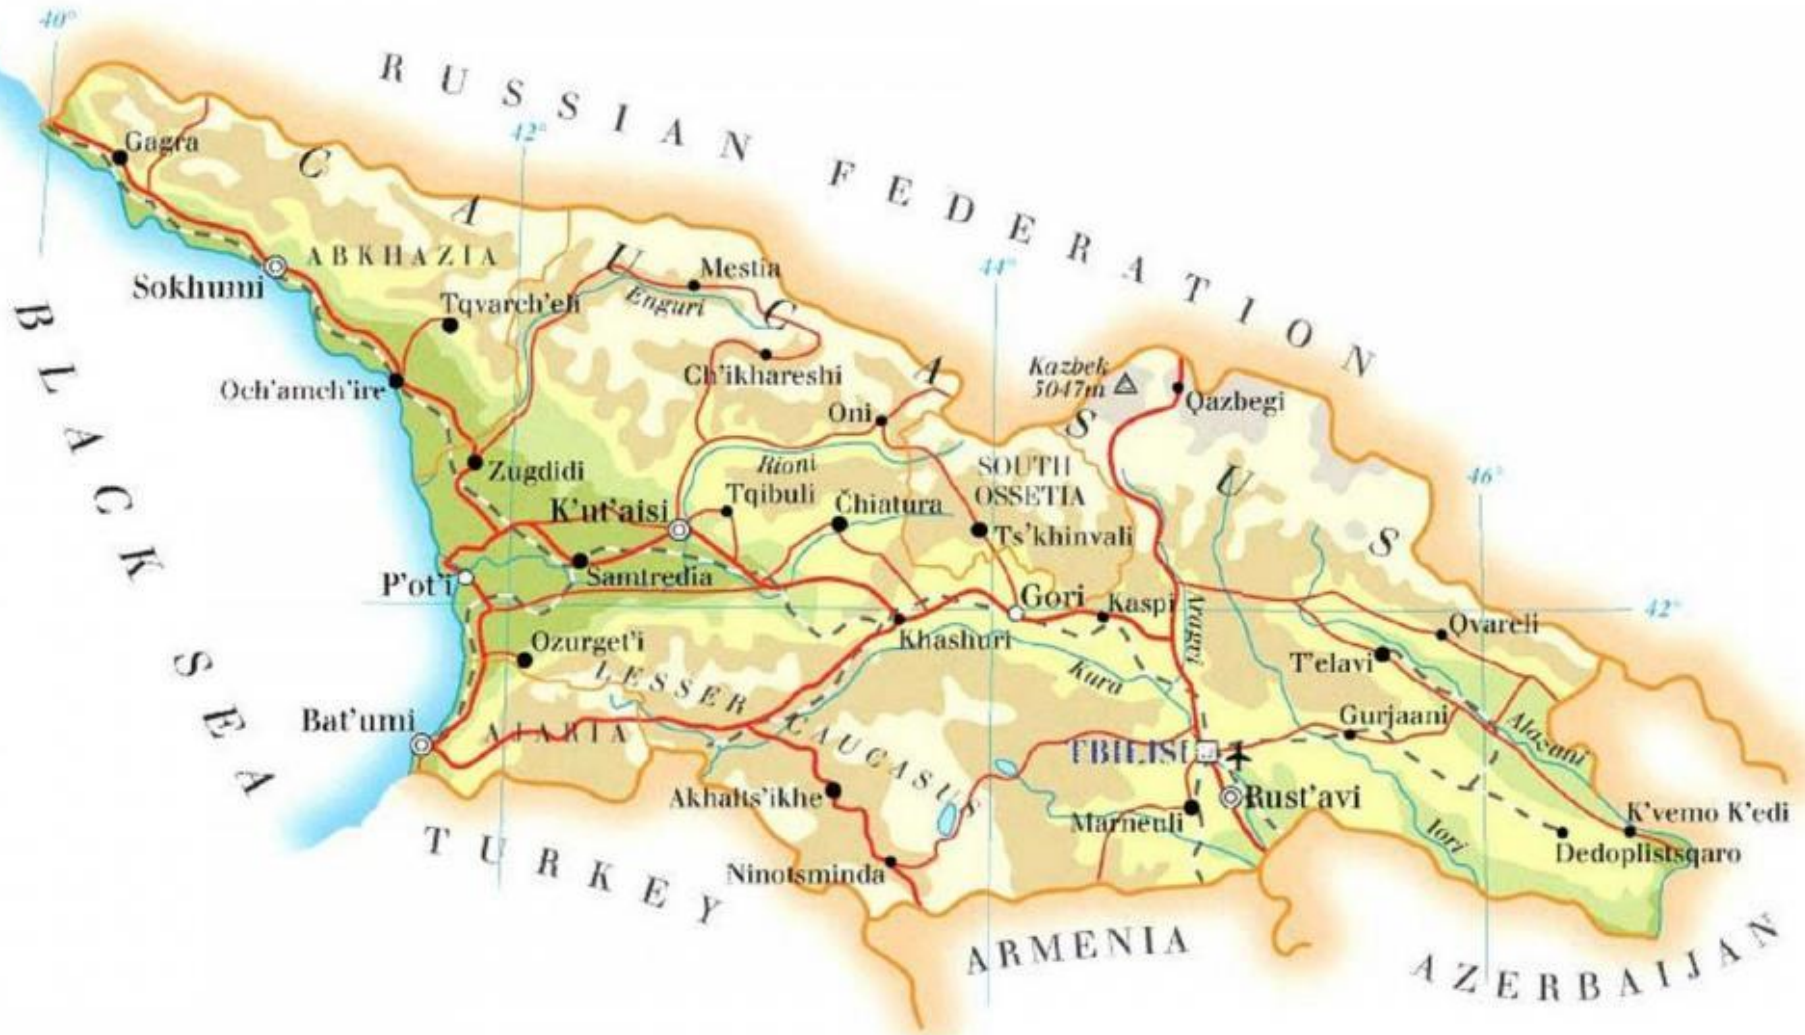 40°
RUSSIAN FEDERATION
42°
Gagra
CAUCASUS
ABKHAZIA
Sokhumi
Mestia
Enguri
Tqvarch'eli
44°
BLACK SEA
Och'amch'ire
Ch'ikhareshi
Kazbek
5047m
Qazbegi
Oni
Zugdidi
Rioni
SOUTH
OSSETIA
46°
K'ut'aisi
Tqibuli
Čhiatura
Ts'khinvali
P'ot'i
Samtredia
Gori
Kaspi
Aragvi
42°
Khashuri
Qvareli
Ozurget'i
T'elavi
LESSER CAUCASUS
Kura
Bat'umi
AJARIA
Gurjaani
Alazani
TBILISI
Akhalts'ikhe
Rust'avi
Marneuli
K'vemo K'edi
Iori
Dedoplistsqaro
Ninotsminda
TURKEY
ARMENIA
AZERBAIJAN